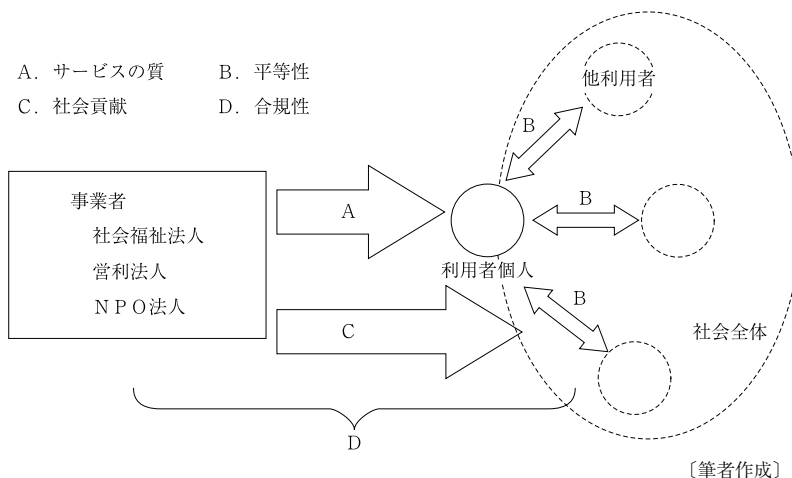 A．サービスの質　B．平等性
C．社会貢献　D．合規性
他利用者
B
事業者
社会福祉法人
営利法人
ＮＰＯ法人
A
B
利用者個人
B
C
社会全体
D
〔筆者作成〕